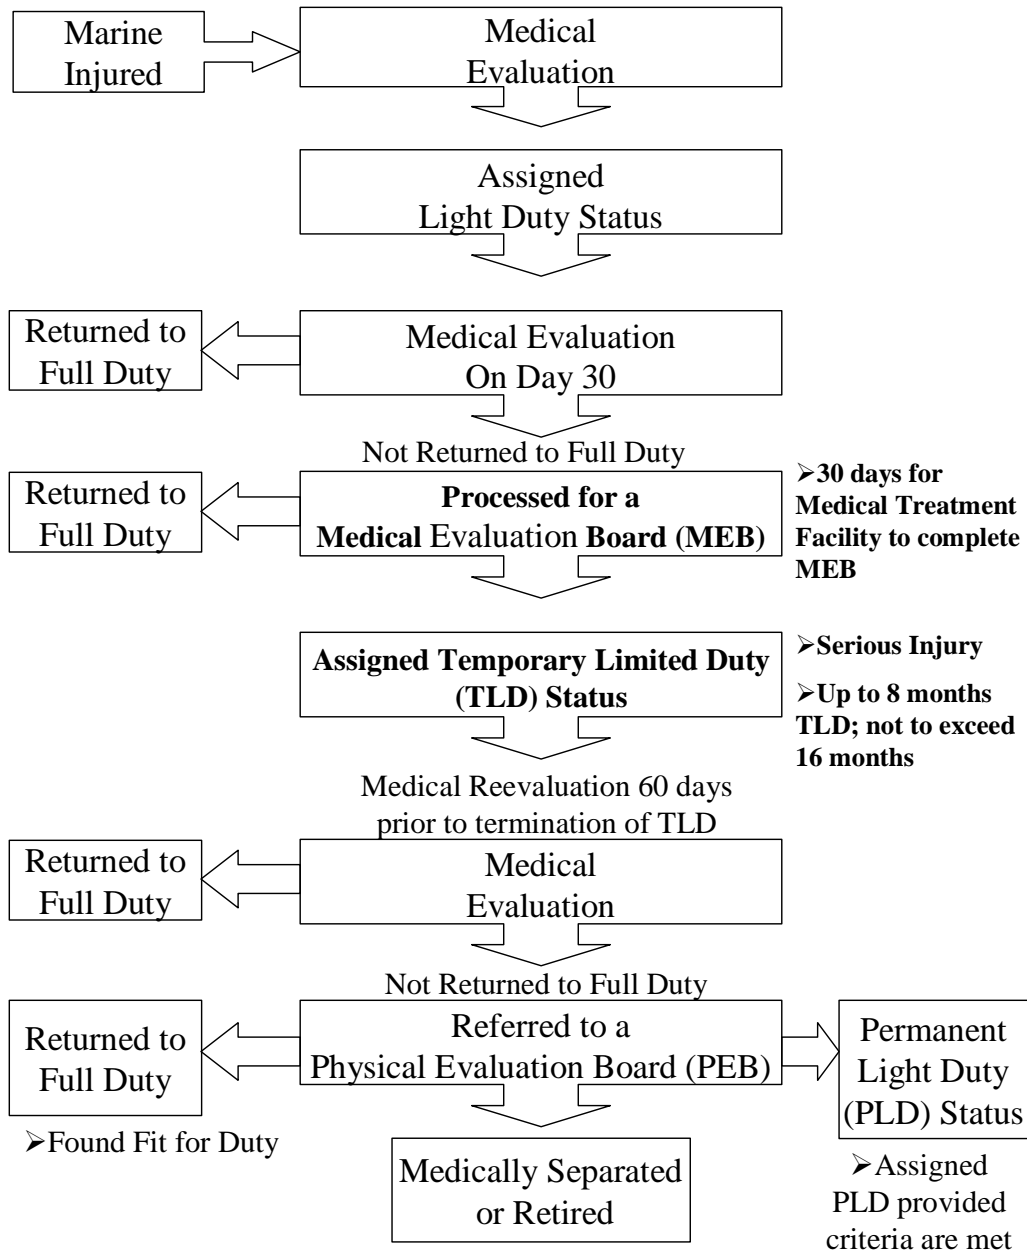 Marine
Injured
Medical
Evaluation
Assigned
Light Duty Status
Returned to
Full Duty
Medical Evaluation
On Day 30
Not Returned to Full Duty
Returned to
Full Duty
Processed for a
Medical Evaluation Board (MEB)
➢30 days for
Medical Treatment
Facility to complete
MEB
Assigned Temporary Limited Duty
(TLD) Status
➢Serious Injury
➢Up to 8 months
TLD; not to exceed
16 months
Medical Reevaluation 60 days
prior to termination of TLD
Returned to
Full Duty
Medical
Evaluation
Not Returned to Full Duty
Returned to
Full Duty
➢Found Fit for Duty
Referred to a
Physical Evaluation Board (PEB)
Permanent
Light Duty
(PLD) Status
➢Assigned
PLD provided
criteria are met
Medically Separated
or Retired